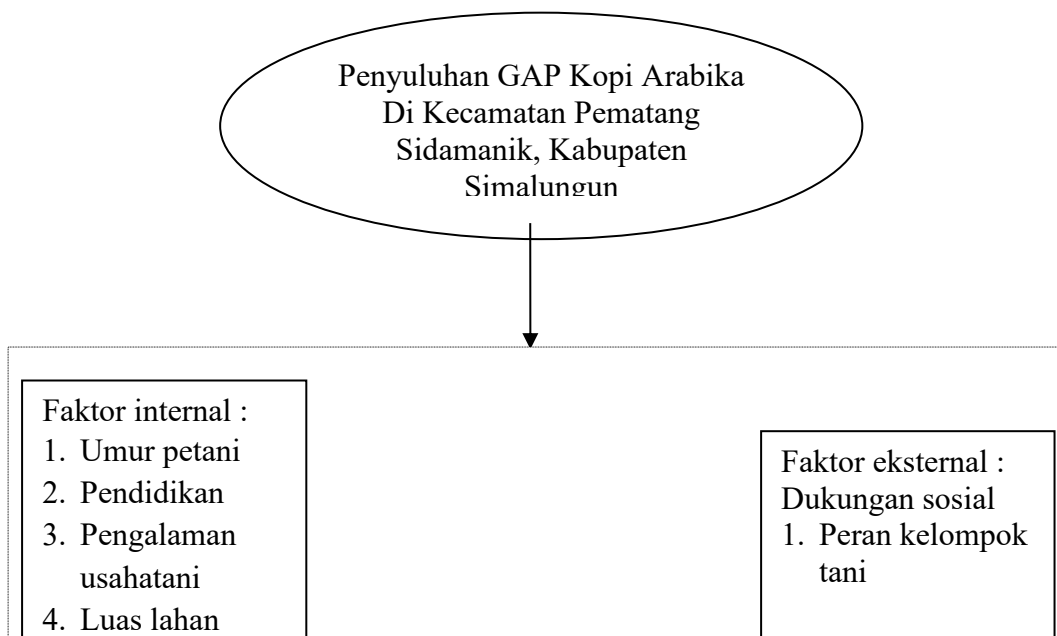 Penyuluhan GAP Kopi Arabika
Di Kecamatan Pematang
Sidamanik, Kabupaten
Simalungun
Faktor internal :
1. Umur petani
2. Pendidikan
3. Pengalaman
usahatani
4. Luas lahan
Faktor eksternal :
Dukungan sosial
1. Peran kelompok
tani